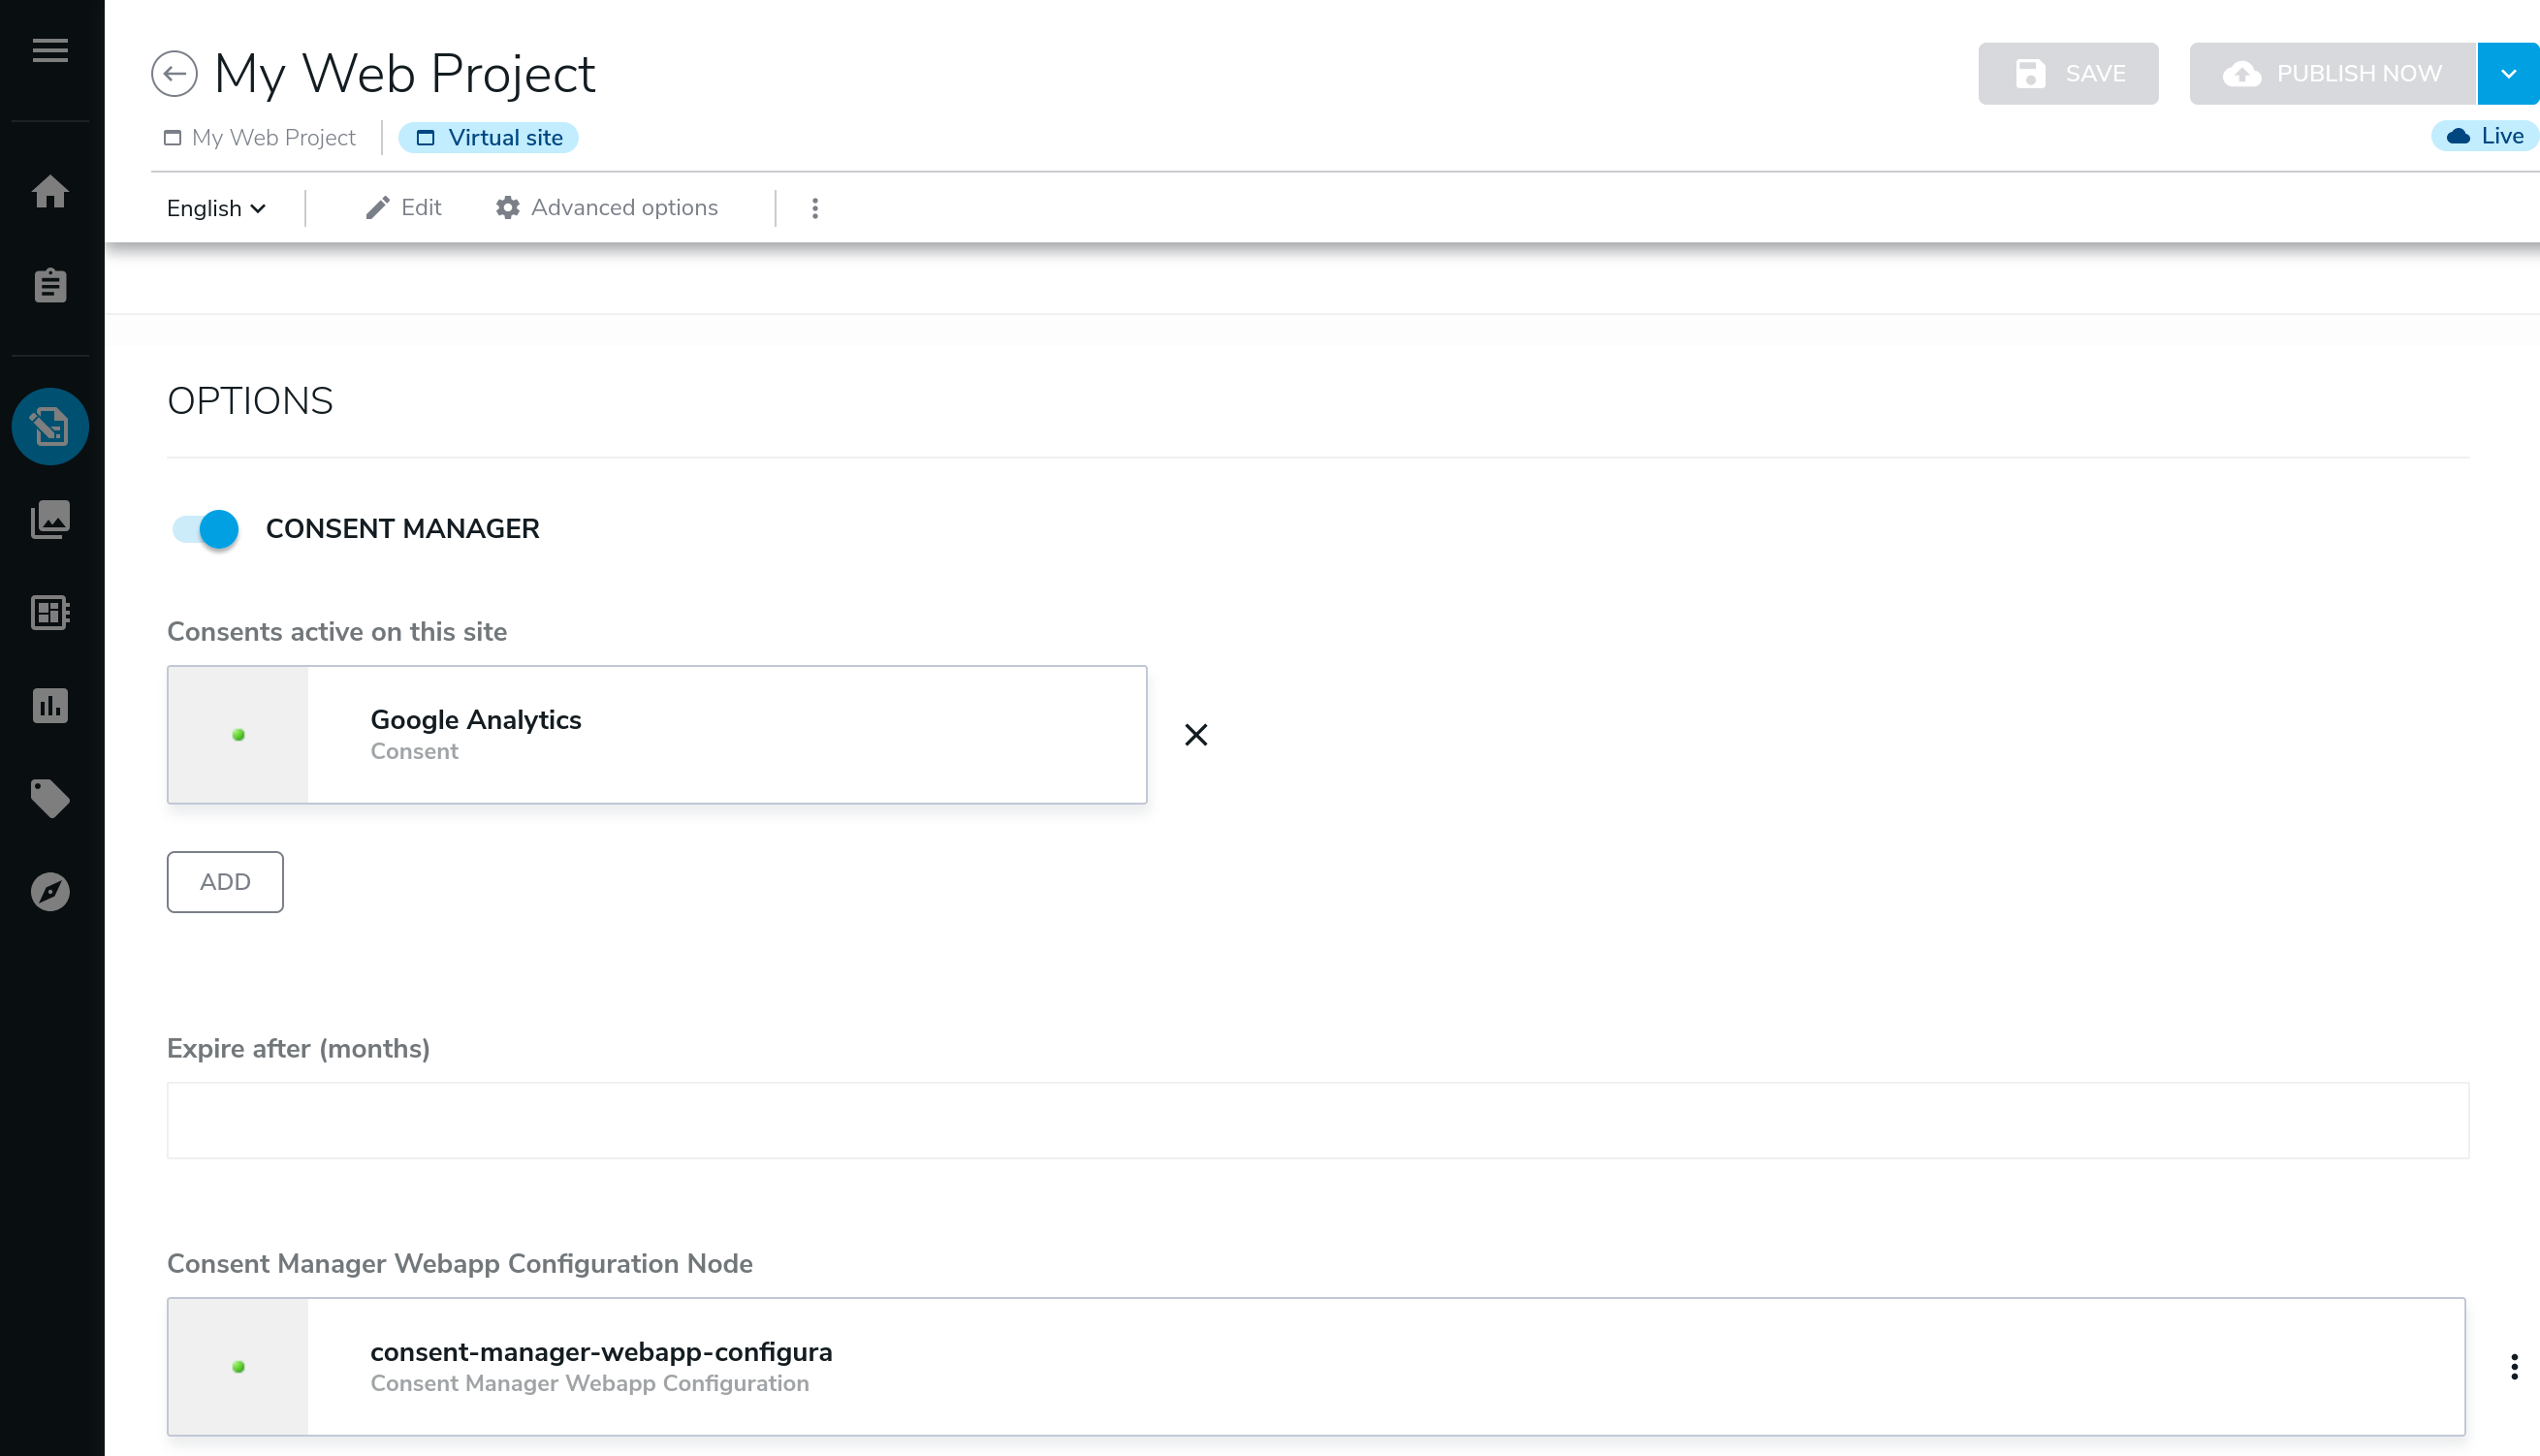 My Web Project
SAVE
PUBLISH NOW
My Web Project
Virtual site
Live
English
Edit
Advanced options
OPTIONS
CONSENT MANAGER
Consents active on this site
Google Analytics
Consent
ADD
Expire after (months)
Consent Manager Webapp Configuration Node
consent-manager-webapp-configura
Consent Manager Webapp Configuration